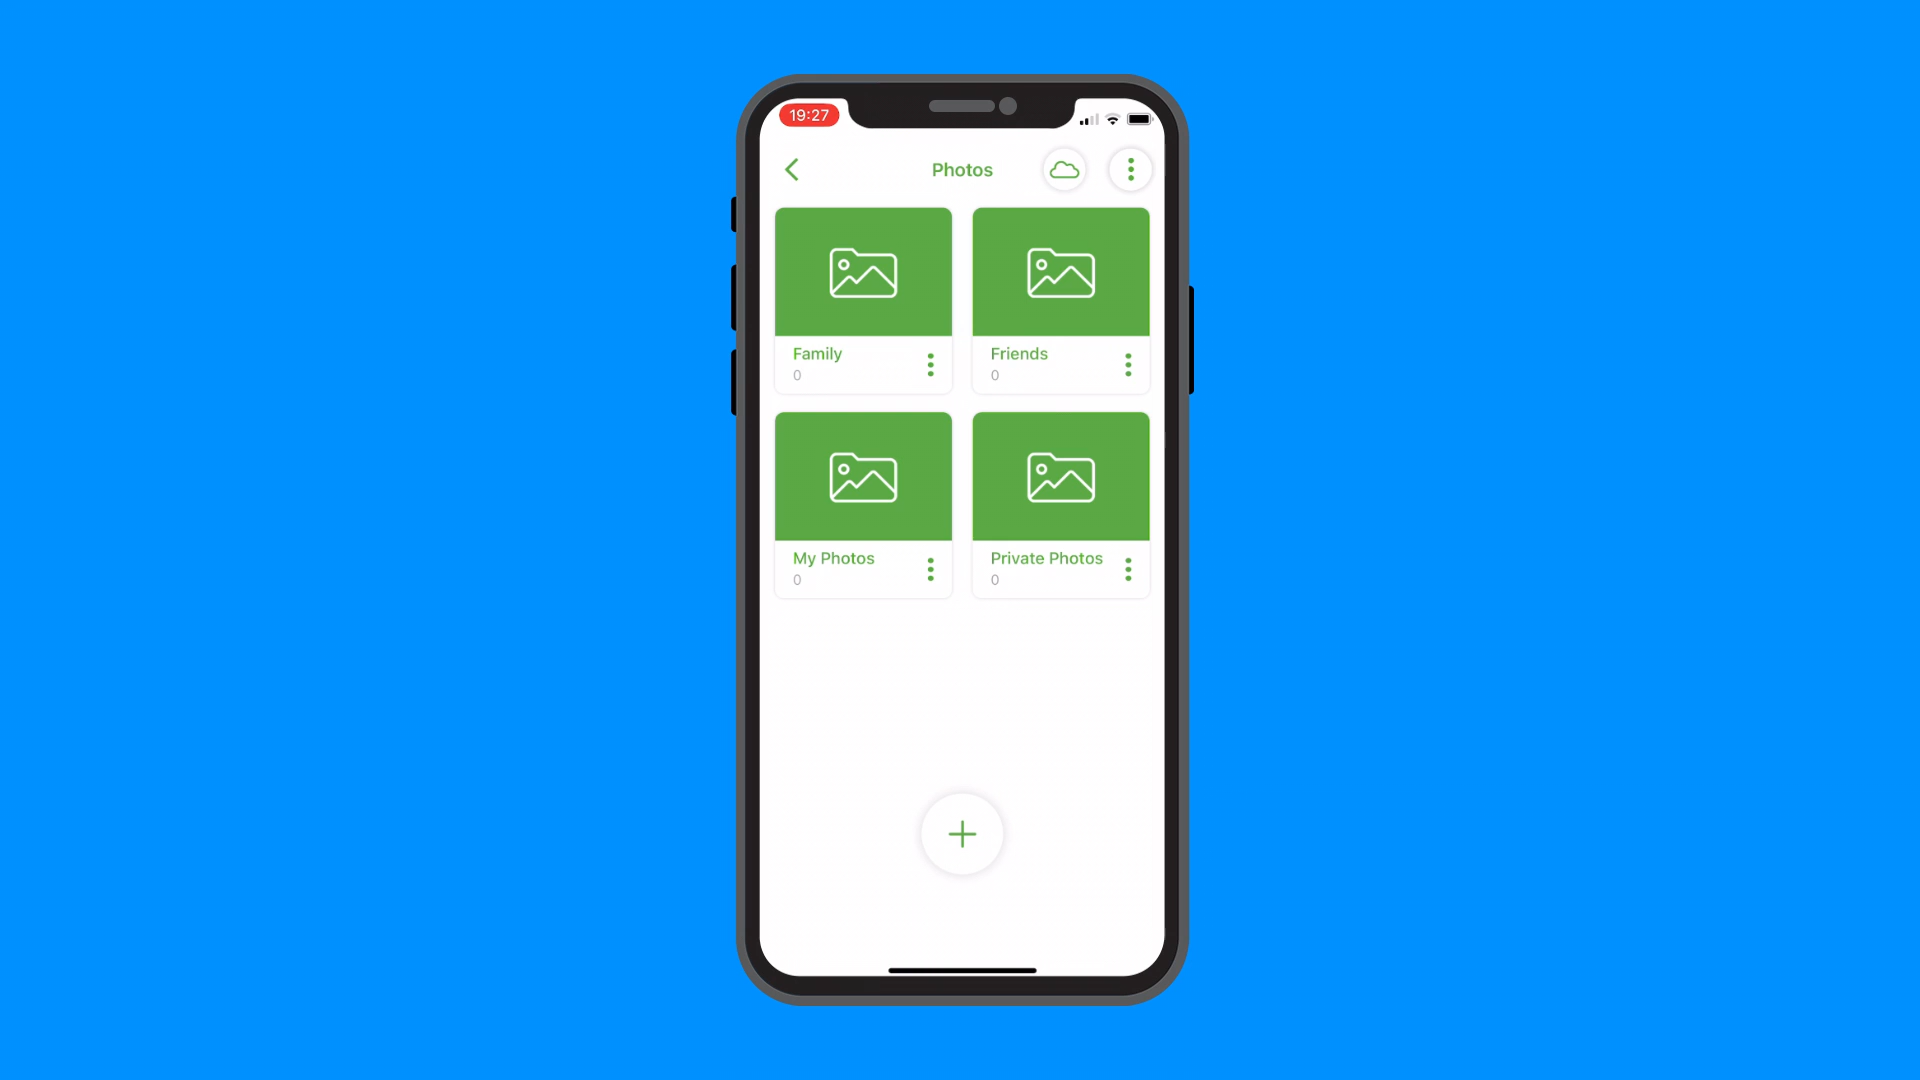 19:27
Photos
Family
0
Friends
0
My Photos
0
Private Photos
0